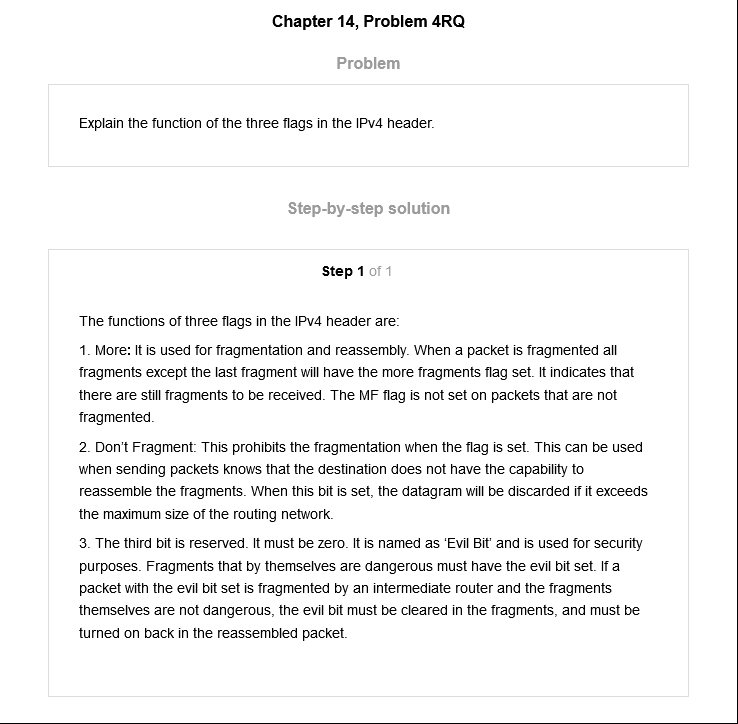 Chapter 14, Problem 4RQ
Problem
Explain the function of the three flags in the IPv4 header.
Step-by-step solution
Step 1 of 1
The functions of three flags in the IPv4 header are:
1. More: It is used for fragmentation and reassembly. When a packet is fragmented all
fragments except the last fragment will have the more fragments flag set. It indicates that
there are still fragments to be received. The MF flag is not set on packets that are not
fragmented.
2. Don’t Fragment: This prohibits the fragmentation when the flag is set. This can be used
when sending packets knows that the destination does not have the capability to
reassemble the fragments. When this bit is set, the datagram will be discarded if it exceeds
the maximum size of the routing network.
3. The third bit is reserved. It must be zero. It is named as ‘Evil Bit’ and is used for security
purposes. Fragments that by themselves are dangerous must have the evil bit set. If a
packet with the evil bit set is fragmented by an intermediate router and the fragments
themselves are not dangerous, the evil bit must be cleared in the fragments, and must be
turned on back in the reassembled packet.